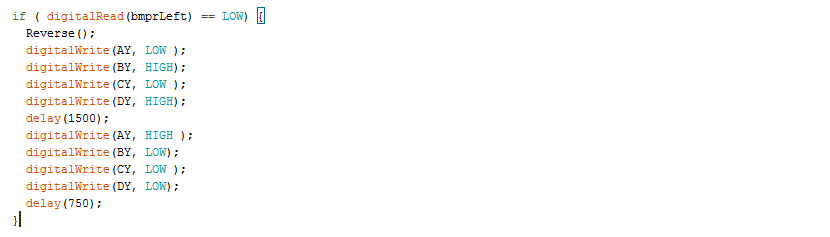 if ( digitalRead(bmprLeft) == LOW) {
Reverse();
digitalWrite(AY, LOW );
digitalWrite(BY, HIGH);
digitalWrite(CY, LOW );
digitalWrite(DY, HIGH);
delay(1500);
digitalWrite(AY, HIGH );
digitalWrite(BY, LOW);
digitalWrite(CY, LOW );
digitalWrite(DY, LOW);
delay(750);
}